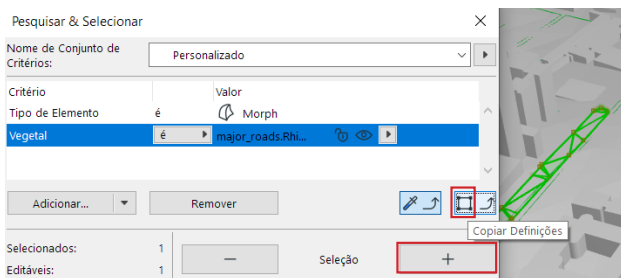 Pesquisar & Selecionar
Nome de Conjunto de
Critérios:
Personalizado
Critério Valor
Tipo de Elemento é Morph
Vegetal é major_roads.Rhi...
Adicionar... Remover
Copiar Definições
Selecionados: 1
Seleção
Editáveis: 1